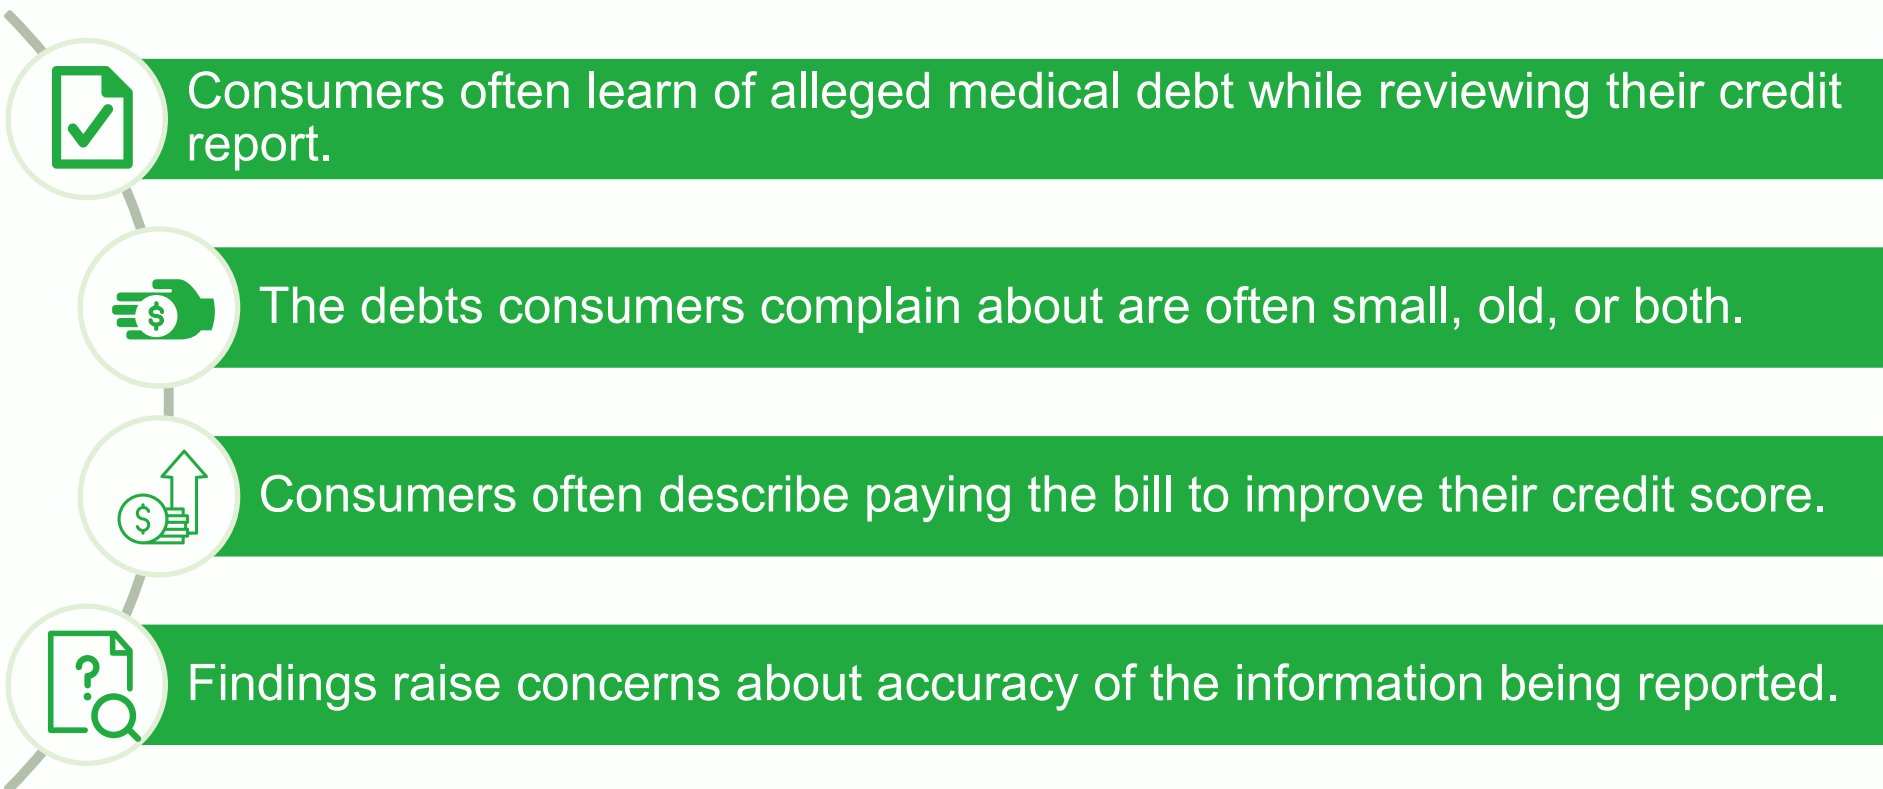 Consumers often learn of alleged medical debt while reviewing their credit
report.
$
The debts consumers complain about are often small, old, or both.
$
Consumers often describe paying the bill to improve their credit score.
?
Findings raise concerns about accuracy of the information being reported.